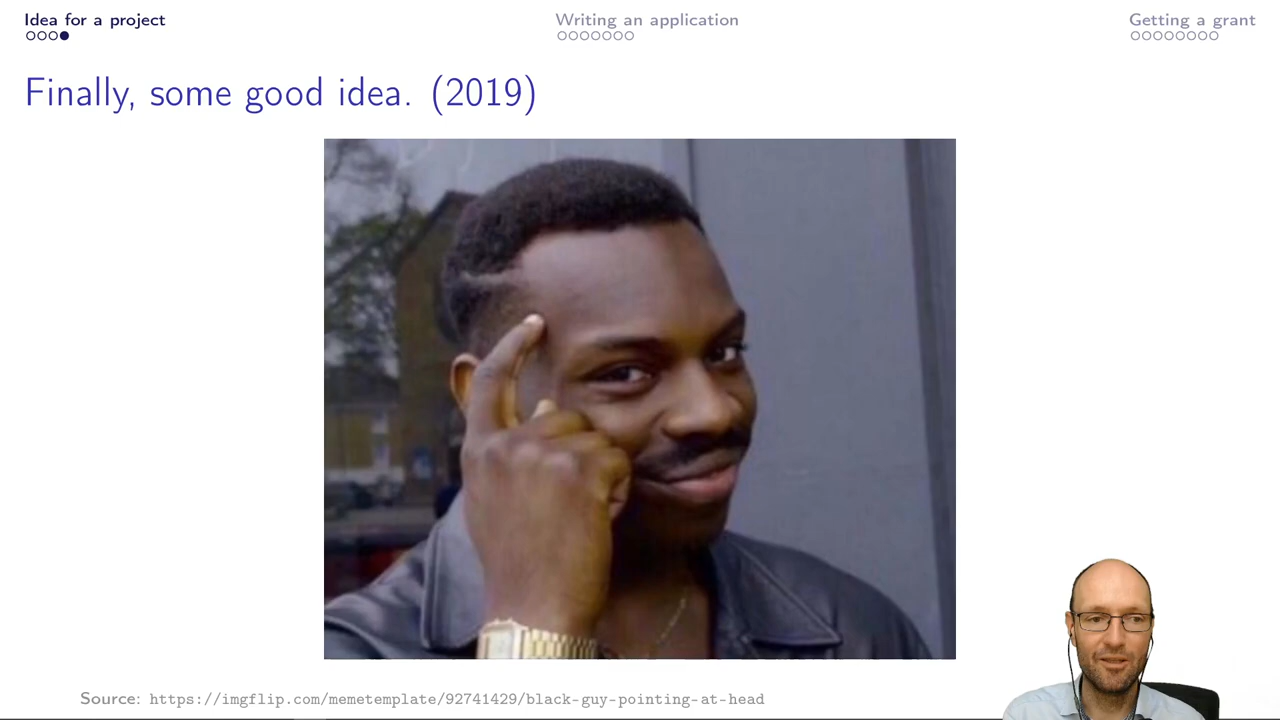 Idea for a project
Writing an application
Getting a grant
Finally, some good idea. (2019)
Source: https://imgflip.com/memetemplate/92741429/black-guy-pointing-at-head